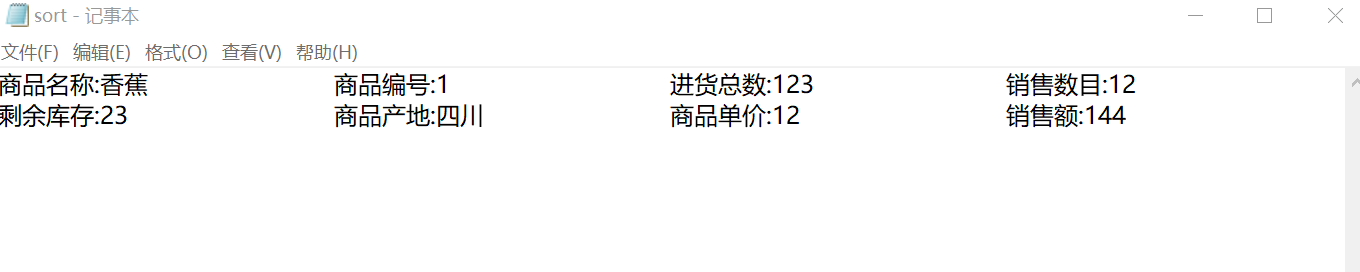 sort - 记事本
文件(F) 编辑(E) 格式(O) 查看(V) 帮助(H)
商品名称:香蕉 商品编号:1 进货总数:123 销售数目:12
剩余库存:23 商品产地:四川 商品单价:12 销售额:144